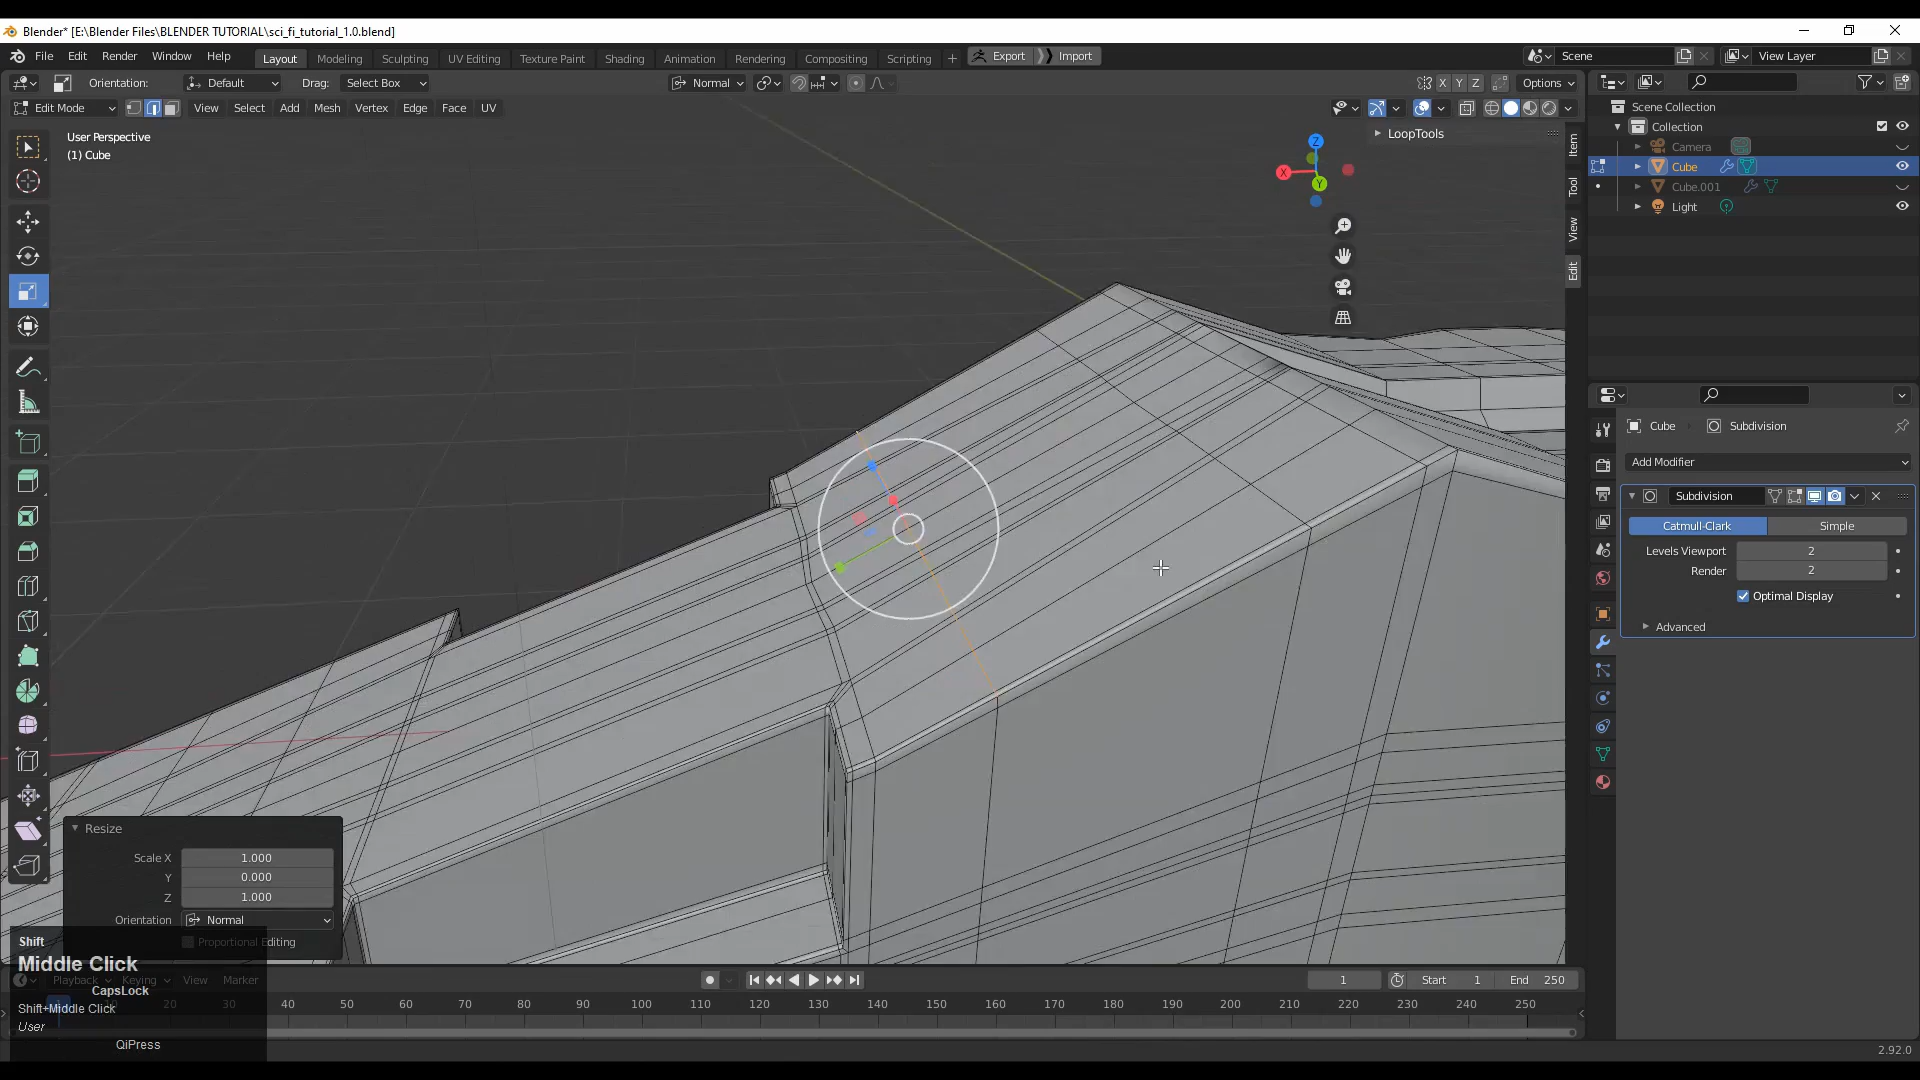 Blender* [E:\Blender Files\BLENDER TUTORIAL\sci_fi_tutorial_1.0.blend]
File Edit Render Window Help Layout Modeling Sculpting UV Editing Texture Paint Shading Animation Rendering Compositing Scripting + Export Import Scene View Layer
Orientation: Default Drag: Select Box Normal X Y Z Options
Edit Mode View Select Add Mesh Vertex Edge Face UV
User Perspective
(1) Cube
LoopTools
Z
X
Y
Item
Tool
View
Edit
Scene Collection
Collection
Camera
Cube
Cube.001
Light
Cube Subdivision
Add Modifier
Subdivision
Catmull-Clark Simple
Levels Viewport 2
Render 2
Optimal Display
Advanced
Resize
Scale X 1.000
Y 0.000
Z 1.000
Orientation Normal
Proportional Editing
Shift
Middle Click
CapsLock
Shift+Middle Click
User
QiPress
Playback Keying View Marker 1 Start 1 End 250
20 30 40 50 60 70 80 90 100 110 120 130 140 150 160 170 180 190 200 210 220 230 240 250
2.92.0